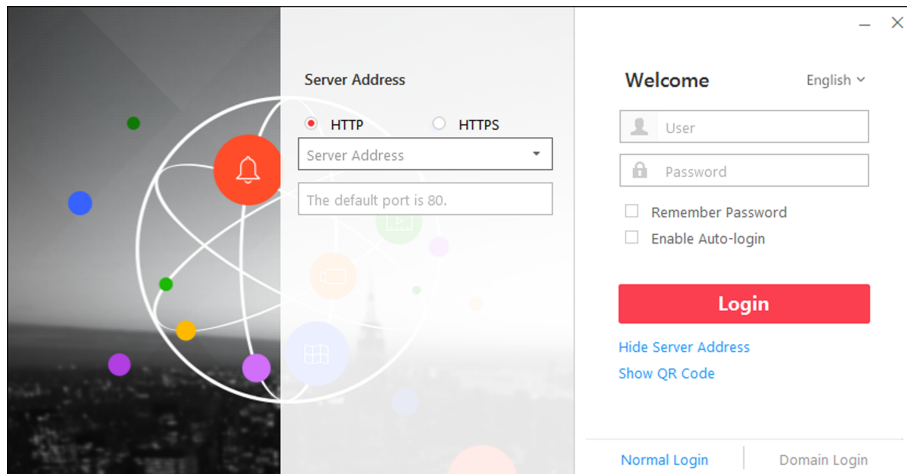 Server Address
HTTP HTTPS
Server Address
The default port is 80.
Welcome English
User
Password
Remember Password
Enable Auto-login
Login
Hide Server Address
Show QR Code
Normal Login Domain Login